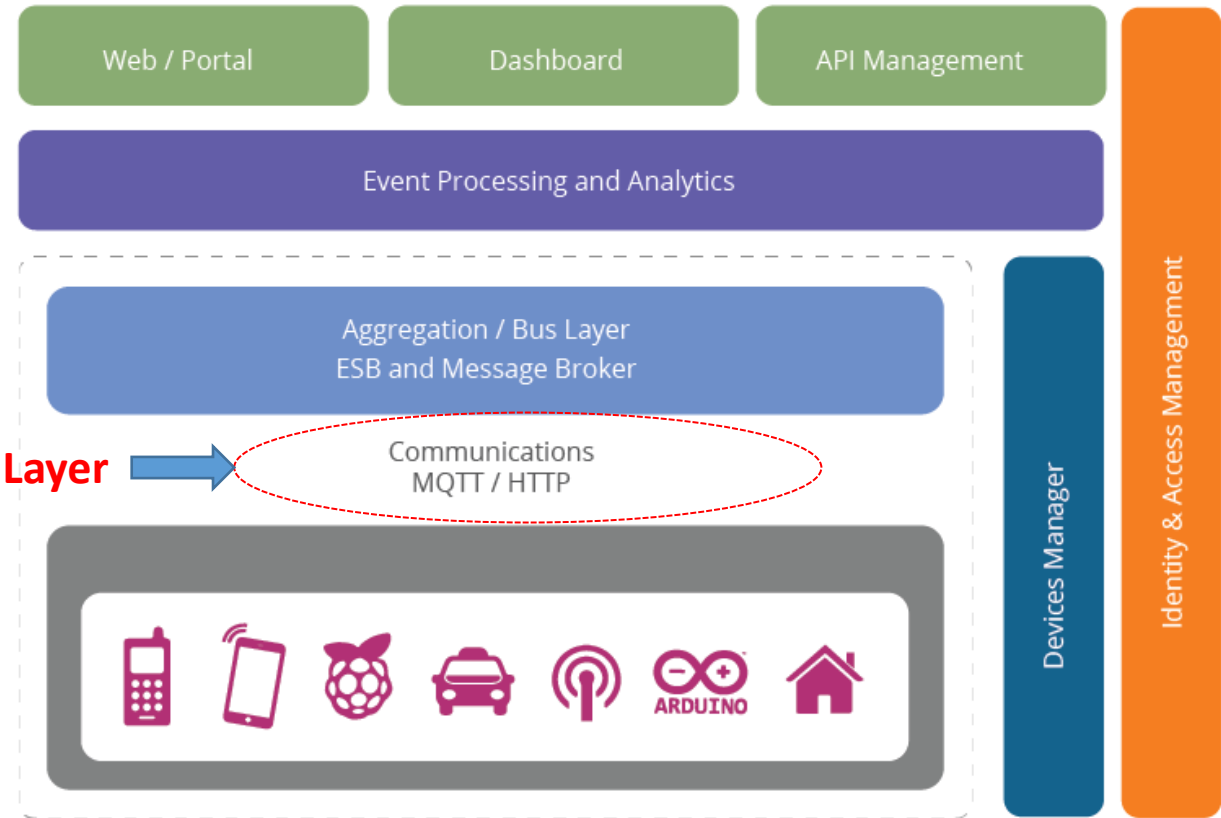 Web / Portal
Dashboard
API Management
Event Processing and Analytics
Aggregation / Bus Layer
ESB and Message Broker
Layer
Communications
MQTT / HTTP
ARDUINO
Devices Manager
Identity & Access Management